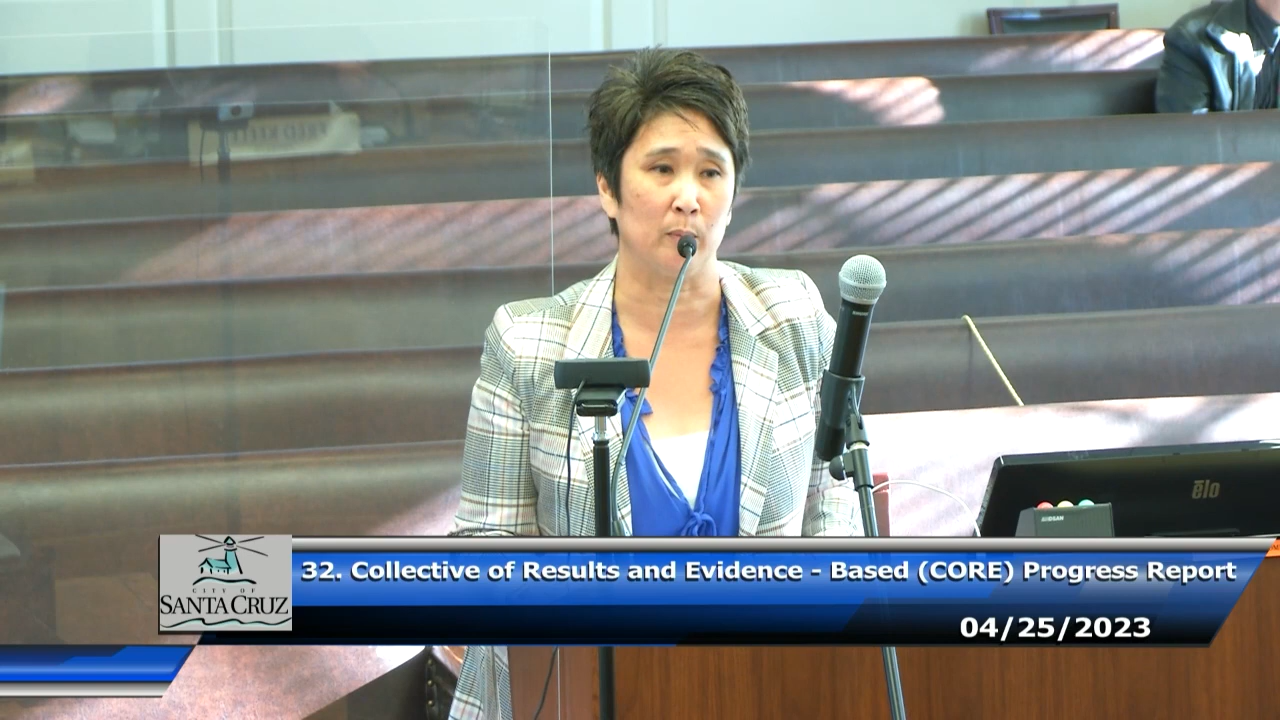 32. Collective of Results and Evidence - Based (CORE) Progress Report
CITY OF
SANTA CRUZ
04/25/2023
elo